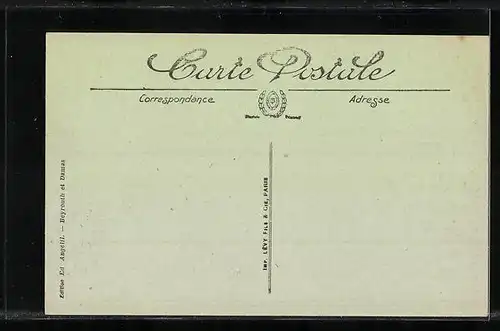 Carte Postale
Correspondance
Adresse
Edition Ed Angelil. — Beyrouth et Damas
IMP. LÉVY FILS & CIE, PARIS